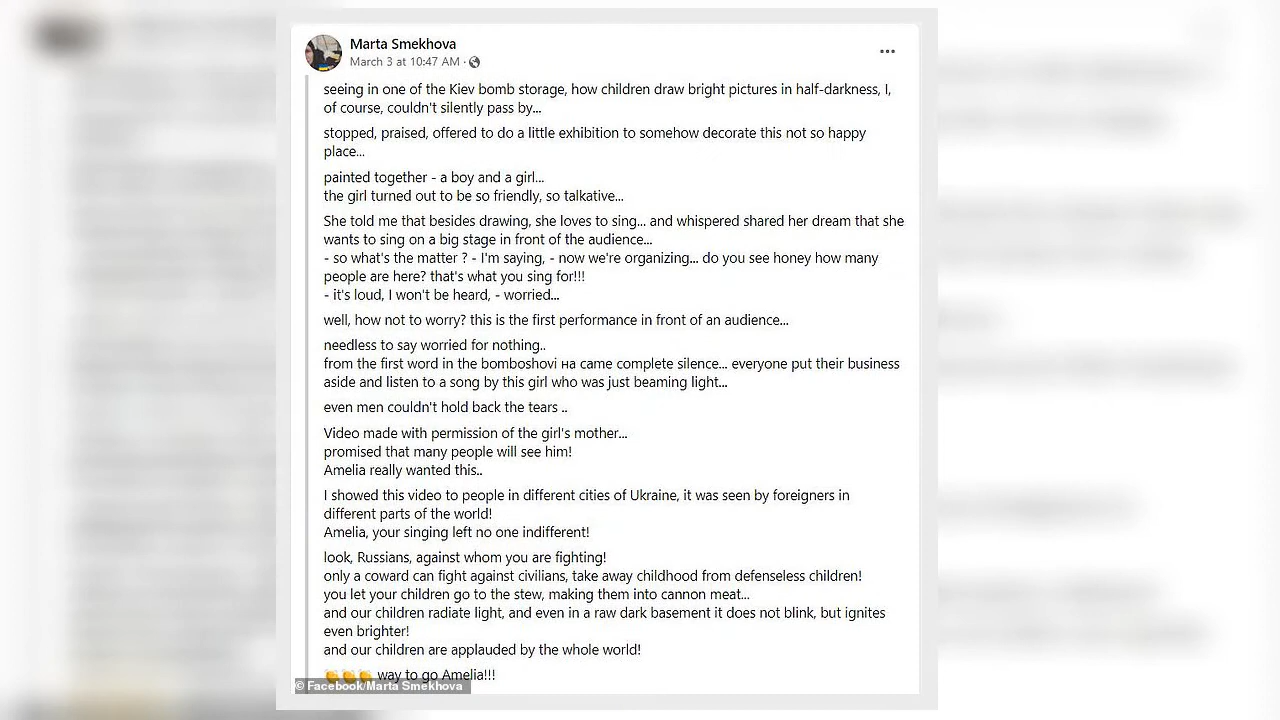 Marta Smekhova
March 3 at 10:47 AM ·
seeing in one of the Kiev bomb storage, how children draw bright pictures in half-darkness, I,
of course, couldn't silently pass by...
stopped, praised, offered to do a little exhibition to somehow decorate this not so happy
place...
painted together - a boy and a girl...
the girl turned out to be so friendly, so talkative...
She told me that besides drawing, she loves to sing... and whispered shared her dream that she
wants to sing on a big stage in front of the audience...
- so what's the matter ? - I'm saying, - now we're organizing... do you see honey how many
people are here? that's what you sing for!!!
- it's loud, I won't be heard, - worried...
well, how not to worry? this is the first performance in front of an audience...
needless to say worried for nothing..
from the first word in the bomboshovi на came complete silence... everyone put their business
aside and listen to a song by this girl who was just beaming light...
even men couldn't hold back the tears ..
Video made with permission of the girl's mother...
promised that many people will see him!
Amelia really wanted this..
I showed this video to people in different cities of Ukraine, it was seen by foreigners in
different parts of the world!
Amelia, your singing left no one indifferent!
look, Russians, against whom you are fighting!
only a coward can fight against civilians, take away childhood from defenseless children!
you let your children go to the stew, making them into cannon meat...
and our children radiate light, and even in a raw dark basement it does not blink, but ignites
even brighter!
and our children are applauded by the whole world!
👏👏👏 way to go Amelia!!!
© Facebook/Marta Smekhova